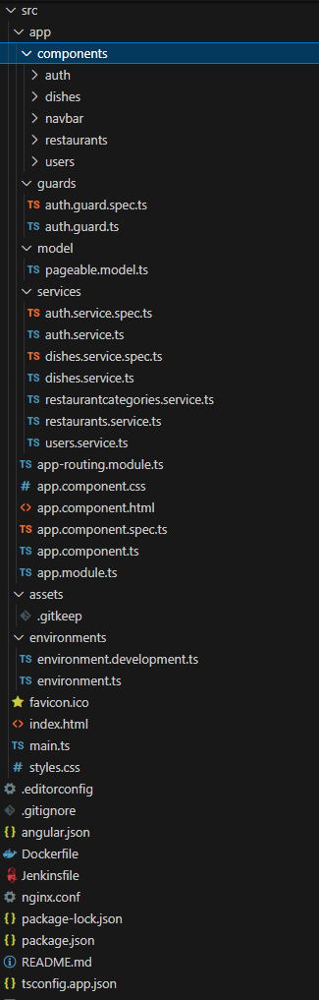 src
app
components
auth
dishes
navbar
restaurants
users
guards
TS auth.guard.spec.ts
TS auth.guard.ts
model
TS pageable.model.ts
services
TS auth.service.spec.ts
TS auth.service.ts
TS dishes.service.spec.ts
TS dishes.service.ts
TS restaurantcategories.service.ts
TS restaurants.service.ts
TS users.service.ts
TS app-routing.module.ts
# app.component.css
<> app.component.html
TS app.component.spec.ts
TS app.component.ts
TS app.module.ts
assets
.gitkeep
environments
TS environment.development.ts
TS environment.ts
favicon.ico
<> index.html
TS main.ts
# styles.css
.editorconfig
.gitignore
{} angular.json
Dockerfile
Jenkinsfile
nginx.conf
{} package-lock.json
{} package.json
README.md
{} tsconfig.app.json